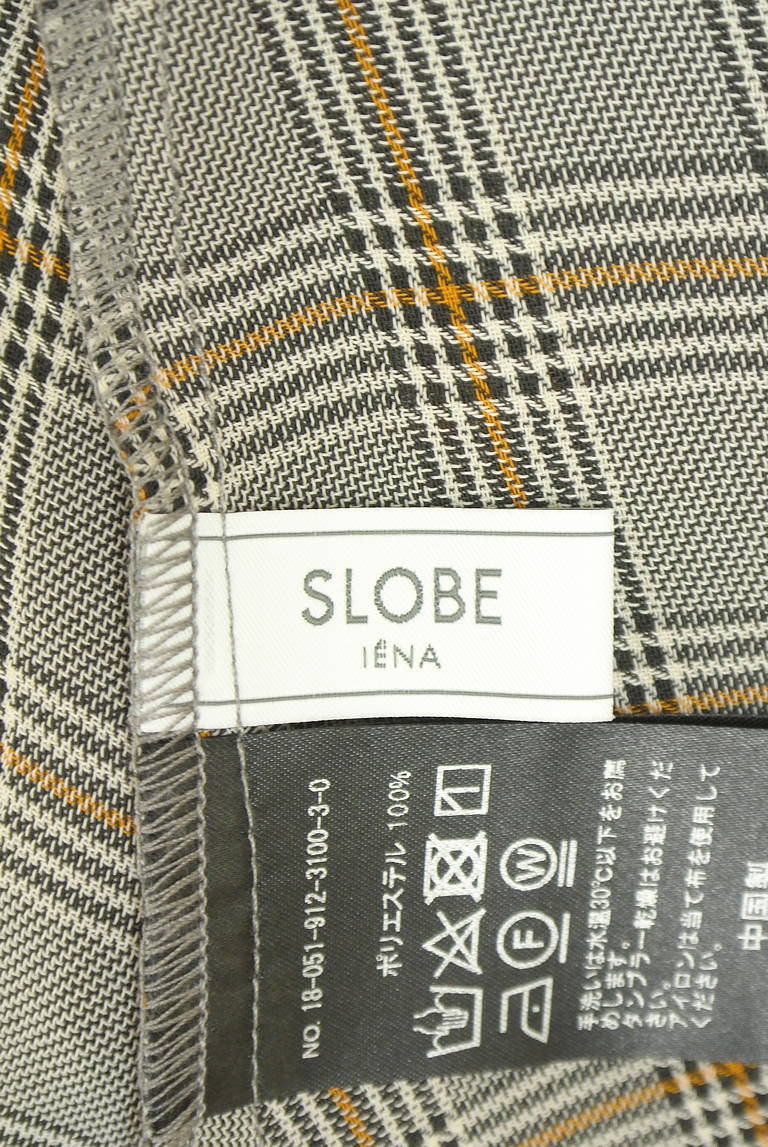 SLOBE
IÉNA
NO. 18-051-912-3100-3-0
ポリエステル 100%
F
W
手洗いは水温30℃以下をお薦
めします。
タンブラー乾燥はお避けくだ
さい。
アイロンは当て布を使用して
ください。
中国製